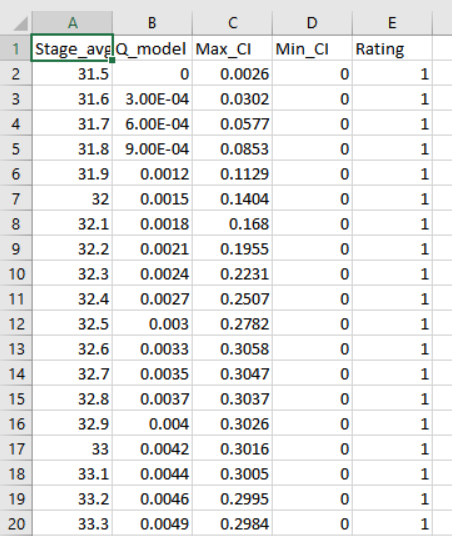 A B C D E
1 Stage_avg Q_model Max_CI Min_CI Rating
2 31.5 0 0.0026 0 1
3 31.6 3.00E-04 0.0302 0 1
4 31.7 6.00E-04 0.0577 0 1
5 31.8 9.00E-04 0.0853 0 1
6 31.9 0.0012 0.1129 0 1
7 32 0.0015 0.1404 0 1
8 32.1 0.0018 0.168 0 1
9 32.2 0.0021 0.1955 0 1
10 32.3 0.0024 0.2231 0 1
11 32.4 0.0027 0.2507 0 1
12 32.5 0.003 0.2782 0 1
13 32.6 0.0033 0.3058 0 1
14 32.7 0.0035 0.3047 0 1
15 32.8 0.0037 0.3037 0 1
16 32.9 0.004 0.3026 0 1
17 33 0.0042 0.3016 0 1
18 33.1 0.0044 0.3005 0 1
19 33.2 0.0046 0.2995 0 1
20 33.3 0.0049 0.2984 0 1